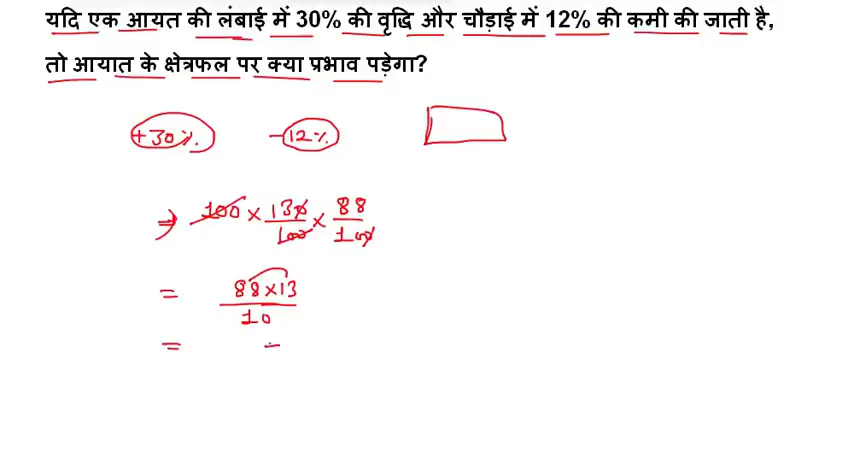 यदि एक आयत की लंबाई में 30% की वृद्धि और चौड़ाई में 12% की कमी की जाती है,
तो आयात के क्षेत्रफल पर क्या प्रभाव पड़ेगा?
+30% -12%
⇒ 100 × 130/100 × 88/100
= 88×13/10
= -